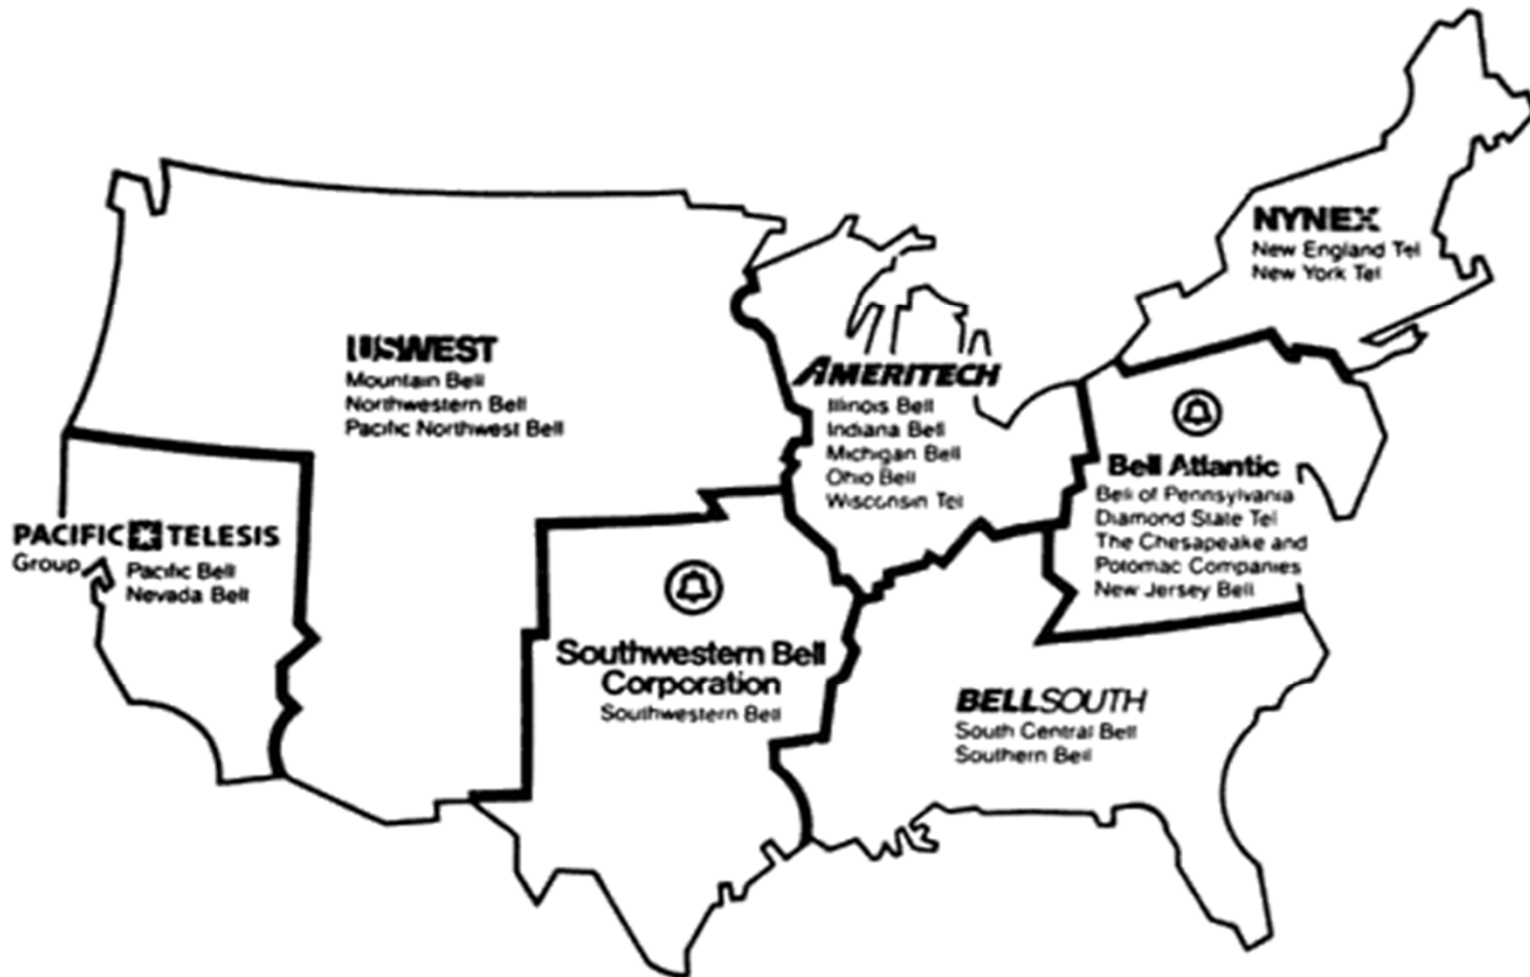 NYNEX
New England Tel
New York Tel
USWEST
Mountain Bell
Northwestern Bell
Pacific Northwest Bell
AMERITECH
Illinois Bell
Indiana Bell
Michigan Bell
Ohio Bell
Wisconsin Tel
Bell Atlantic
Bell of Pennsylvania
Diamond State Tel
The Chesapeake and
Potomac Companies
New Jersey Bell
PACIFIC TELESIS
Group
Pacific Bell
Nevada Bell
Southwestern Bell
Corporation
Southwestern Bell
BELLSOUTH
South Central Bell
Southern Bell